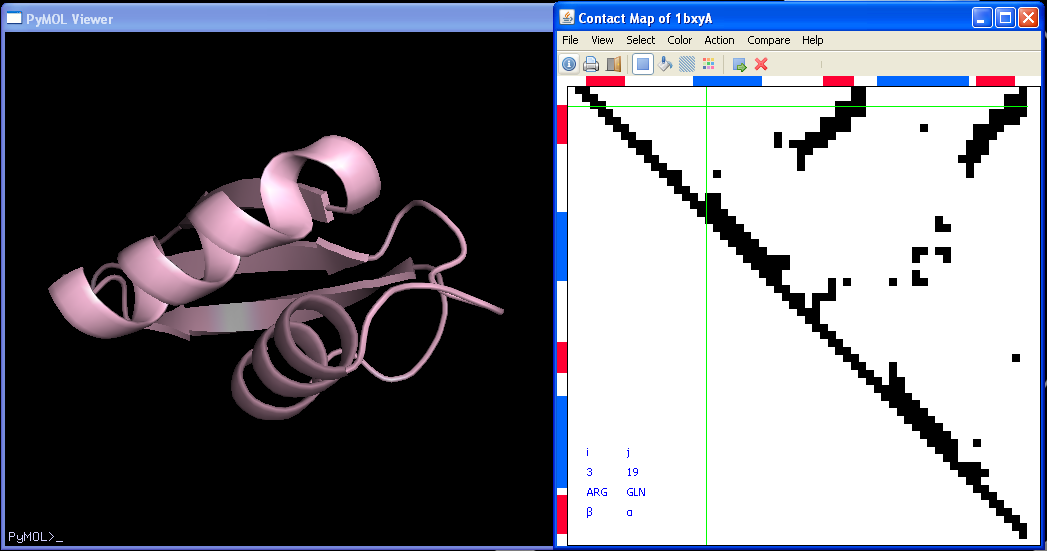 PyMOL Viewer
Contact Map of 1bxyA
File View Select Color Action Compare Help
i j
3 19
ARG GLN
β α
PyMOL>_